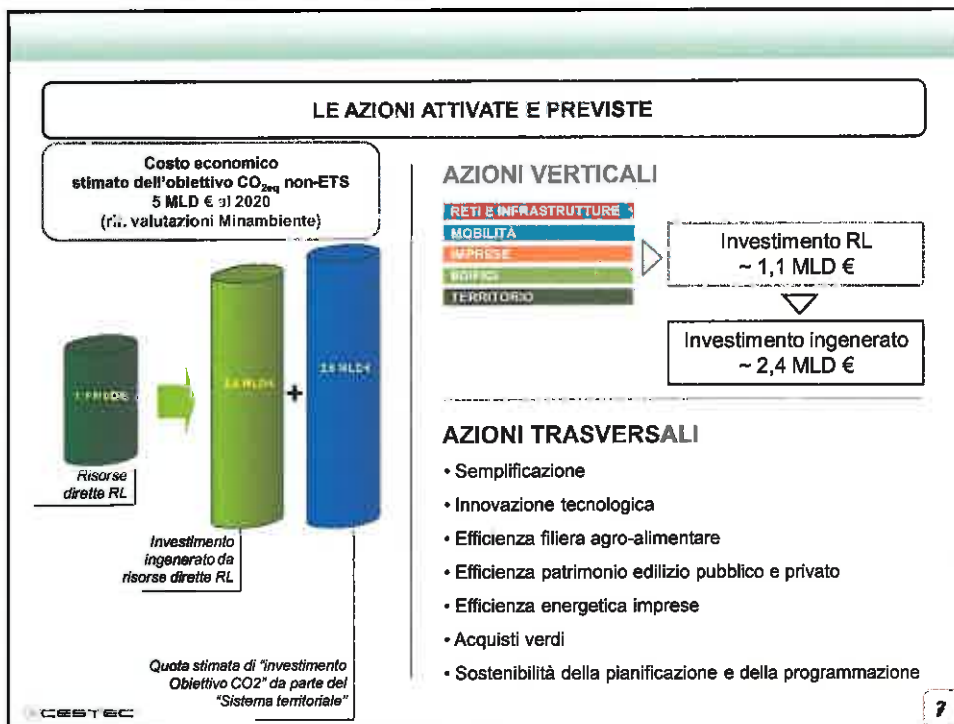 LE AZIONI ATTIVATE E PREVISTE
Costo economico
stimato dell'obiettivo CO2eq non-ETS
5 MLD € al 2020
(rif. valutazioni Minambiente)
MLD €
+
2.6 MLD €
Risorse
dirette RL
Investimento
ingenerato da
risorse dirette RL
Quota stimata di "investimento
Obiettivo CO2" da parte del
"Sistema territoriale"
AZIONI VERTICALI
RETI E INFRASTRUTTURE
MOBILITÀ
IMPRESE
EDIFICI
TERRITORIO
Investimento RL
~ 1,1 MLD €
Investimento ingenerato
~ 2,4 MLD €
AZIONI TRASVERSALI
• Semplificazione
• Innovazione tecnologica
• Efficienza filiera agro-alimentare
• Efficienza patrimonio edilizio pubblico e privato
• Efficienza energetica imprese
• Acquisti verdi
• Sostenibilità della pianificazione e della programmazione
CESTEC
7